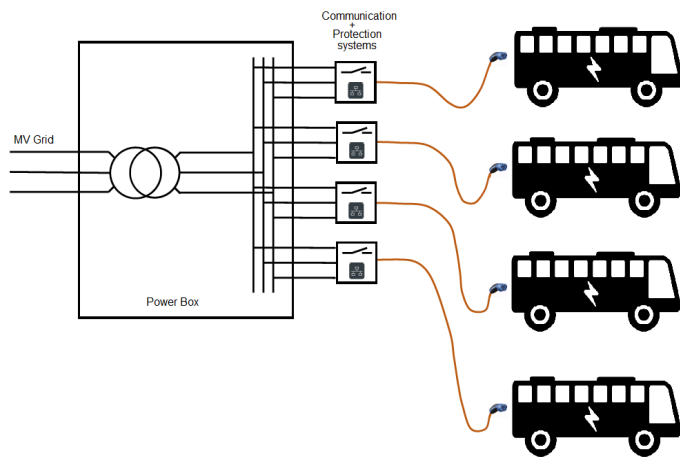 Communication
+
Protection
systems
MV Grid
Power Box